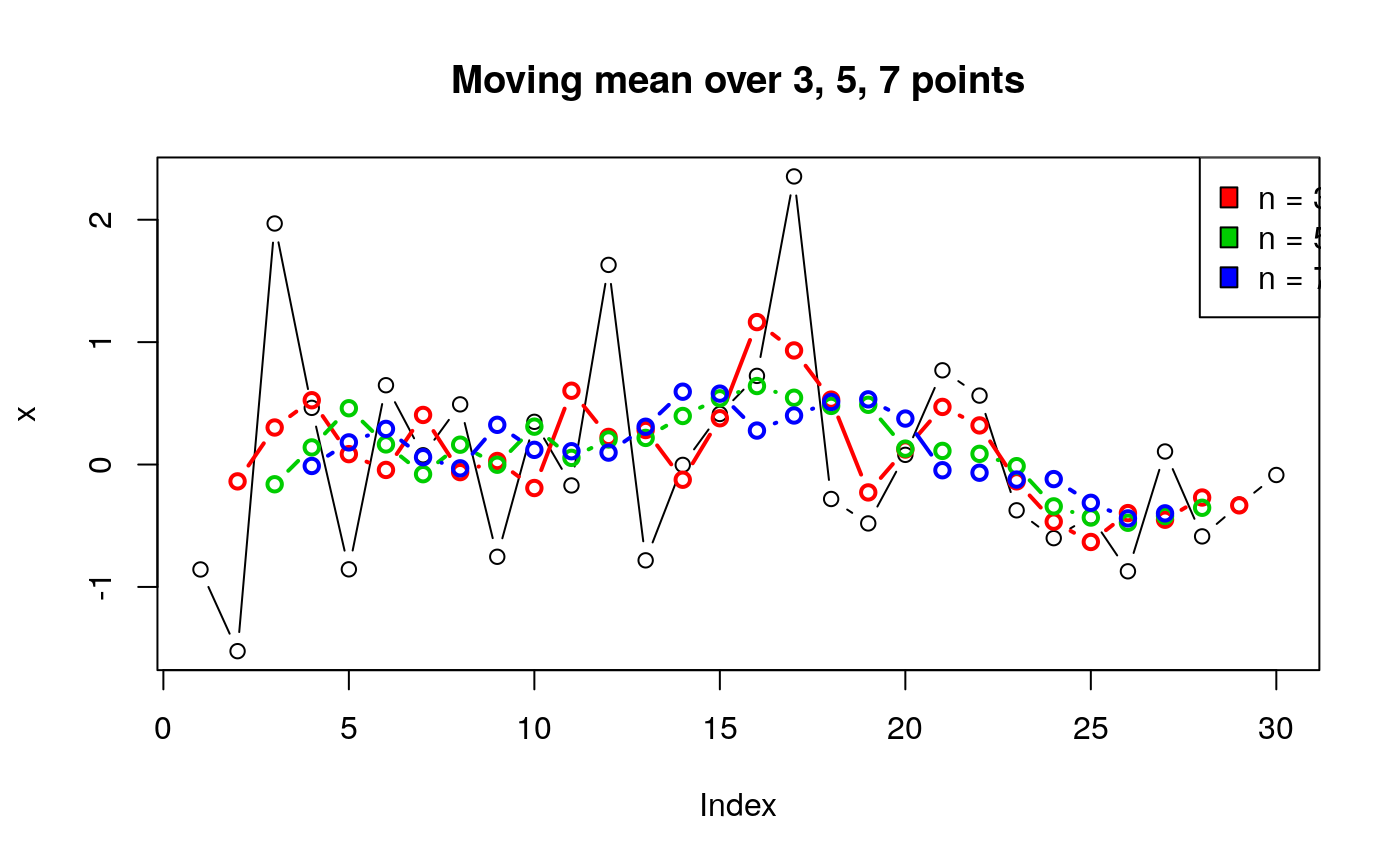 Moving mean over 3, 5, 7 points
x
2
1
0
-1
n = 3
n = 5
n = 7
0 5 10 15 20 25 30
Index